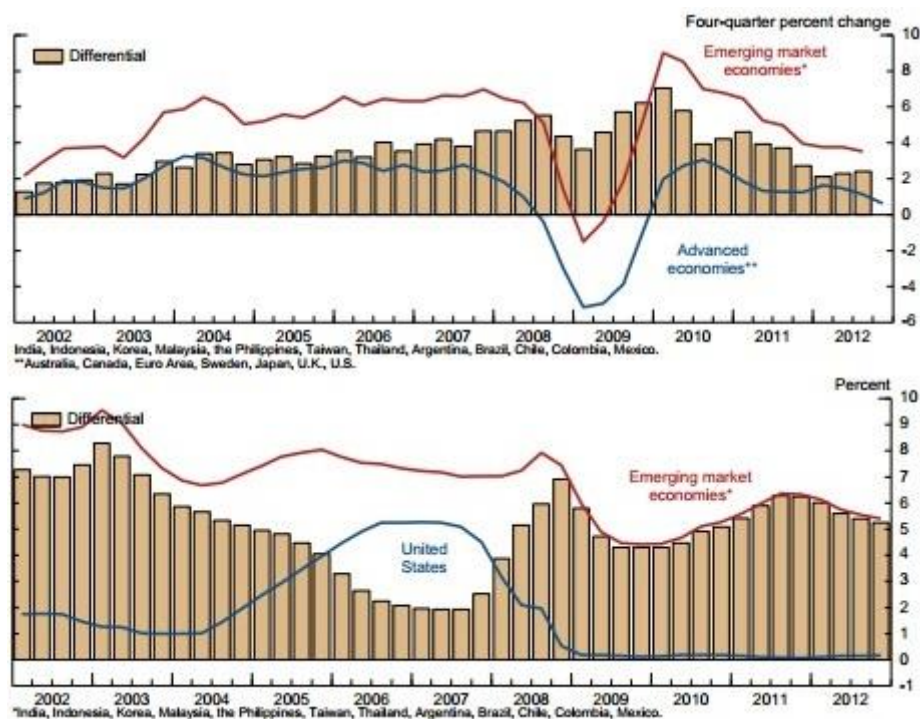 Four-quarter percent change
Differential
Emerging market
economies*
Advanced
economies**
10
8
6
4
2
0
-2
-4
-6
2002 2003 2004 2005 2006 2007 2008 2009 2010 2011 2012
India, Indonesia, Korea, Malaysia, the Philippines, Taiwan, Thailand, Argentina, Brazil, Chile, Colombia, Mexico.
**Australia, Canada, Euro Area, Sweden, Japan, U.K., U.S.
Percent
Differential
Emerging market
economies*
United
States
10
9
8
7
6
5
4
3
2
1
0
-1
2002 2003 2004 2005 2006 2007 2008 2009 2010 2011 2012
*India, Indonesia, Korea, Malaysia, the Philippines, Taiwan, Thailand, Argentina, Brazil, Chile, Colombia, Mexico.